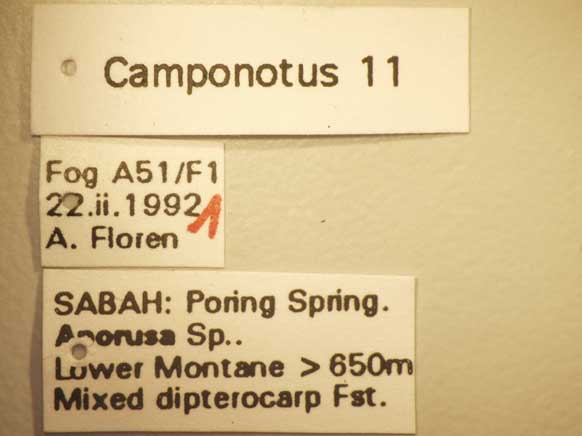 Camponotus 11
Fog A51/F1
22.ii.1992 1
A. Floren
SABAH: Poring Spring.
Aporusa Sp..
Lower Montane > 650m
Mixed dipterocarp Fst.